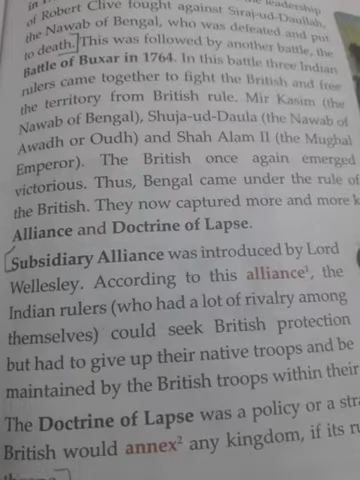 leadership
of Robert Clive fought against Siraj-ud-Daullah,
the Nawab of Bengal, who was defeated and put
to death. This was followed by another battle, the
Battle of Buxar in 1764. In this battle three Indian
rulers came together to fight the British and free
the territory from British rule. Mir Kasim (the
Nawab of Bengal), Shuja-ud-Daula (the Nawab of
Awadh or Oudh) and Shah Alam II (the Mughal
Emperor). The British once again emerged
victorious. Thus, Bengal came under the rule of
the British. They now captured more and more k
Alliance and Doctrine of Lapse.
Subsidiary Alliance was introduced by Lord
Wellesley. According to this alliance¹, the
Indian rulers (who had a lot of rivalry among
themselves) could seek British protection
but had to give up their native troops and be
maintained by the British troops within their
The Doctrine of Lapse was a policy or a stra
British would annex² any kingdom, if its r